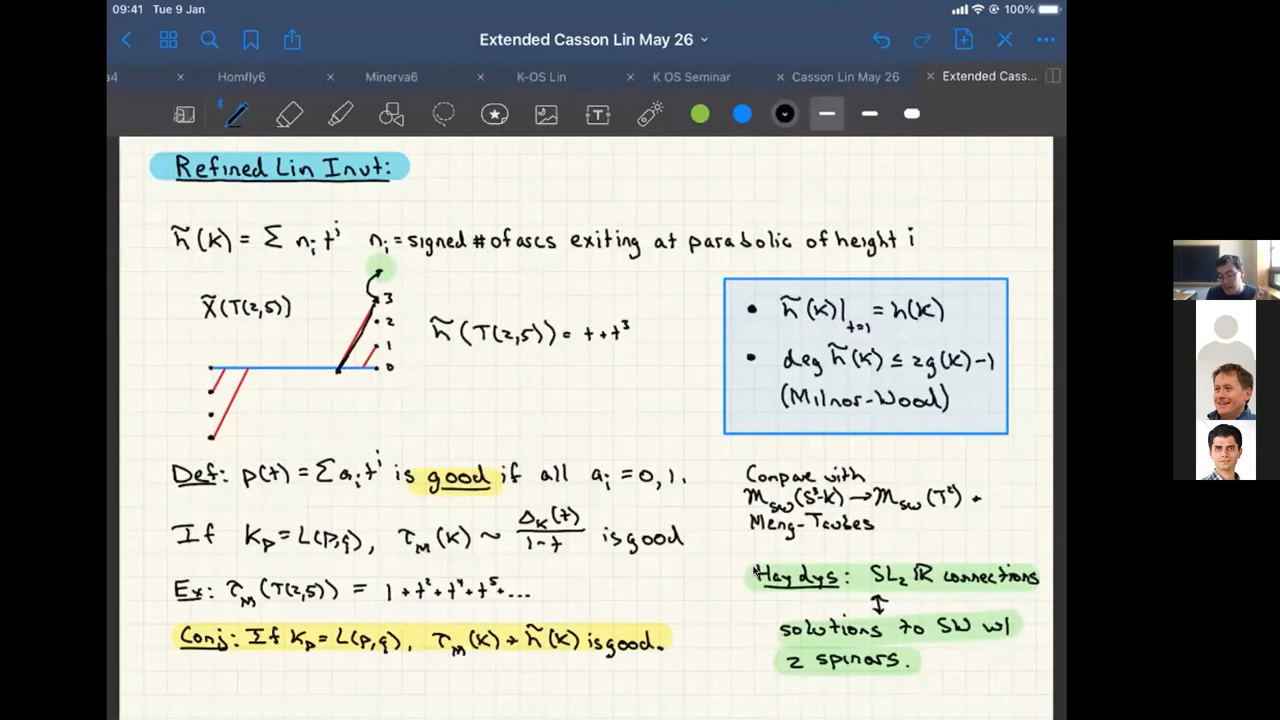 09:41 Tue 9 Jan
100%
Extended Casson Lin May 26
a4
Homfly6
Minerva6
K-OS Lin
K OS Seminar
Casson Lin May 26
Extended Cass...
Refined Lin Invt:
h̃(K) = Σ nᵢ tⁱ nᵢ = signed # of arcs exiting at parabolic of height i
X̃(T(2,5))
3
2
1
0
h̃(T(2,5)) = t + t³
• h̃(K)|ₜ₌₁ = h(K)
• deg h̃(K) ≤ 2g(K)-1
(Milnor-Wood)
Def: p(t) = Σ aᵢ tⁱ is good if all aᵢ = 0, 1.
If Kₚ = L(p,q), τ_M(K) ~ Δ_K(t)/(1-t) is good
Ex: τ_M(T(2,5)) = 1 + t² + t⁴ + t⁵ + ...
Conj: If Kₚ = L(p,q), τ_M(K) + h̃(K) is good.
Compare with
M_SW(S³-K) → M_SW(T²) +
Meng-Taubes
Haydys: SL₂ℝ connections
↕
solutions to SW w/
2 spinors.